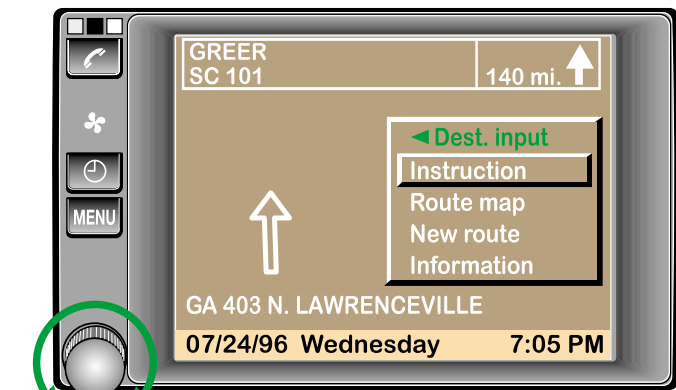 GREER
SC 101
140 mi.
◄ Dest. input
Instruction
Route map
New route
Information
MENU
GA 403 N. LAWRENCEVILLE
07/24/96 Wednesday 7:05 PM